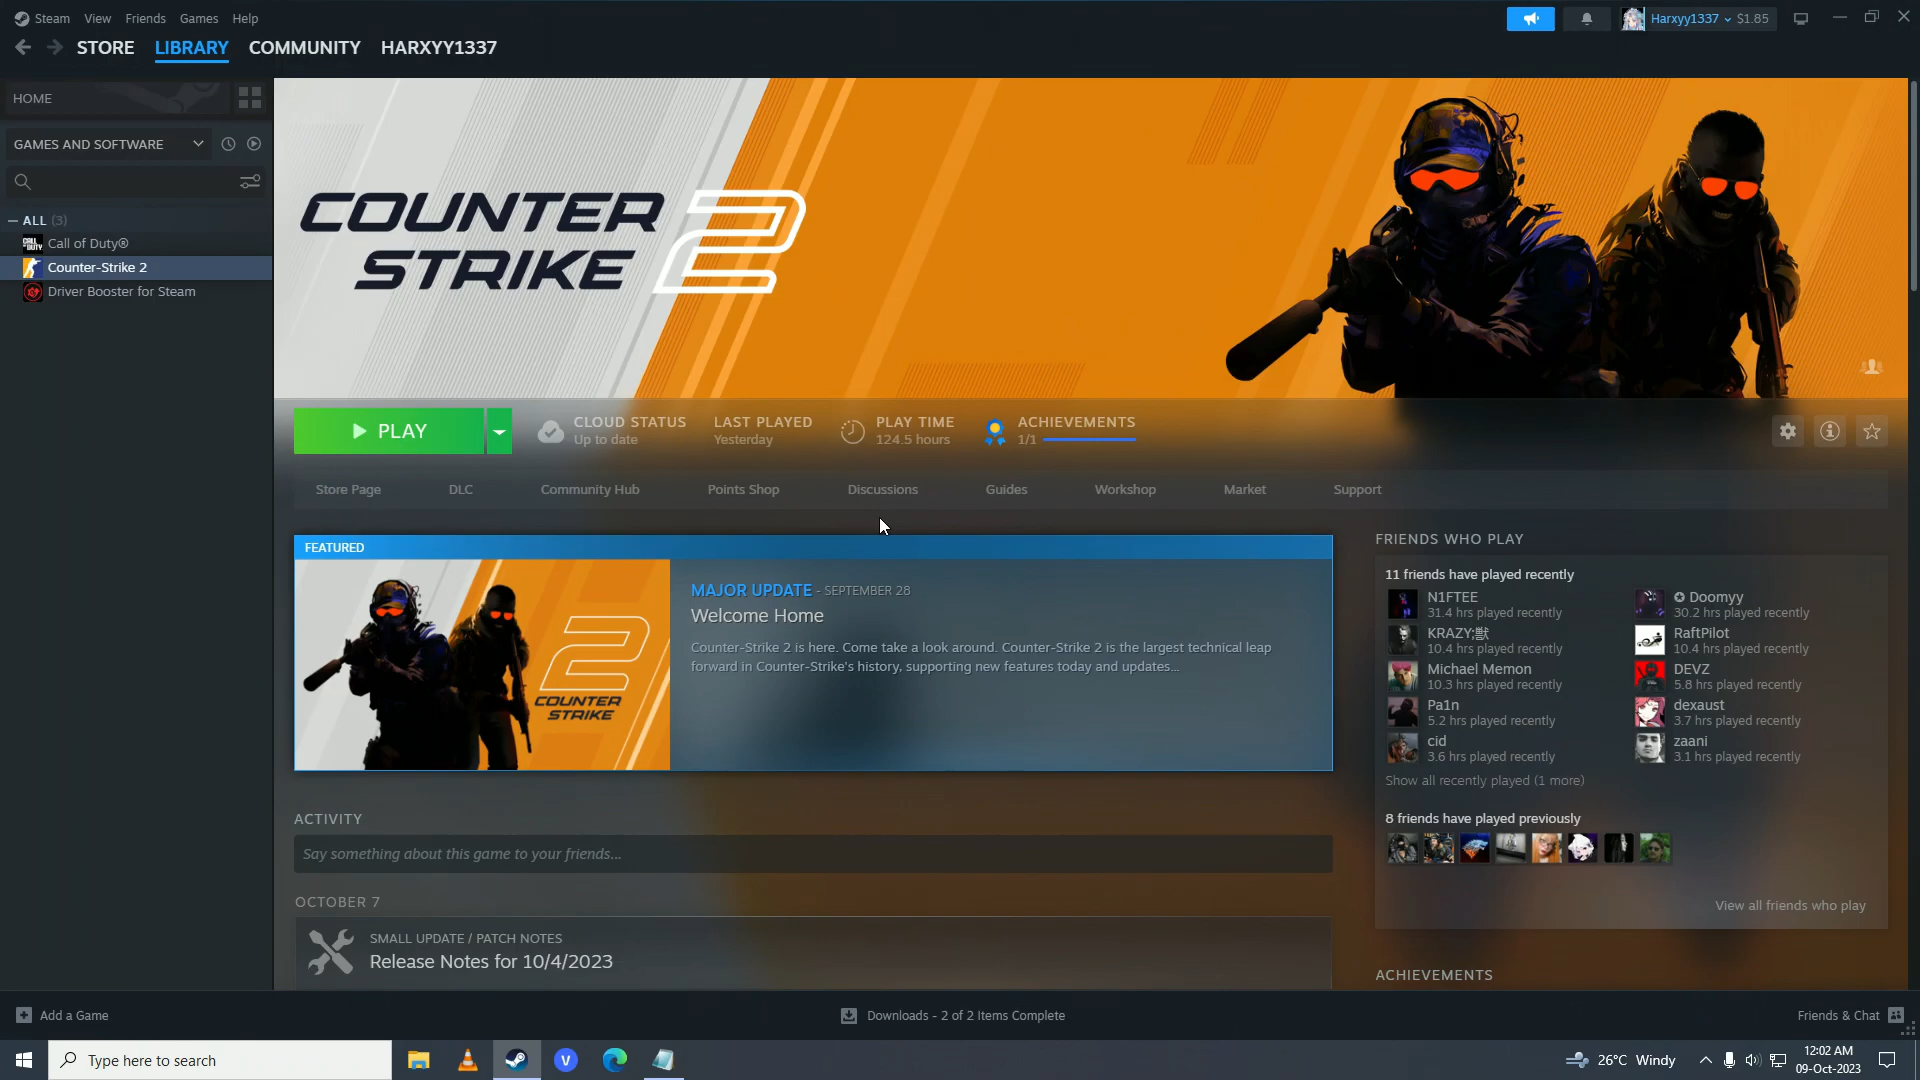 Steam View Friends Games Help
Harxyy1337 $1.85
STORE LIBRARY COMMUNITY HARXYY1337
HOME
GAMES AND SOFTWARE
ALL (3)
Call of Duty®
Counter-Strike 2
Driver Booster for Steam
COUNTER
STRIKE 2
PLAY
CLOUD STATUS
Up to date
LAST PLAYED
Yesterday
PLAY TIME
124.5 hours
ACHIEVEMENTS
1/1
Store Page DLC Community Hub Points Shop Discussions Guides Workshop Market Support
FEATURED
2
COUNTER
STRIKE
MAJOR UPDATE - SEPTEMBER 28
Welcome Home
Counter-Strike 2 is here. Come take a look around. Counter-Strike 2 is the largest technical leap
forward in Counter-Strike's history, supporting new features today and updates...
ACTIVITY
Say something about this game to your friends...
OCTOBER 7
SMALL UPDATE / PATCH NOTES
Release Notes for 10/4/2023
FRIENDS WHO PLAY
11 friends have played recently
N1FTEE
31.4 hrs played recently
✪ Doomyy
30.2 hrs played recently
KRAZY;獣
10.4 hrs played recently
RaftPilot
10.4 hrs played recently
Michael Memon
10.3 hrs played recently
DEVZ
5.8 hrs played recently
Pa1n
5.2 hrs played recently
dexaust
3.7 hrs played recently
cid
3.6 hrs played recently
zaani
3.1 hrs played recently
Show all recently played (1 more)
8 friends have played previously
View all friends who play
ACHIEVEMENTS
Add a Game
Downloads - 2 of 2 Items Complete
Friends & Chat
Type here to search
V
26°C Windy
12:02 AM
09-Oct-2023